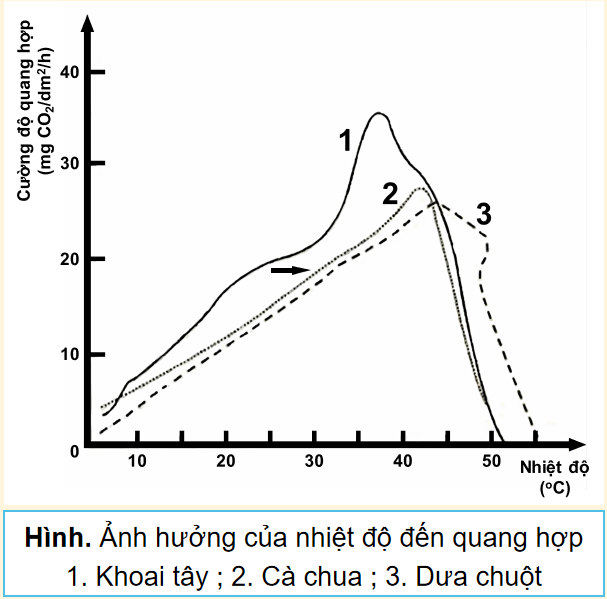 Cường độ quang hợp
(mg CO₂/dm²/h)
40
30
20
10
0
1
2
3
10
20
30
40
50
Nhiệt độ
(ºC)
Hình. Ảnh hưởng của nhiệt độ đến quang hợp
1. Khoai tây ; 2. Cà chua ; 3. Dưa chuột